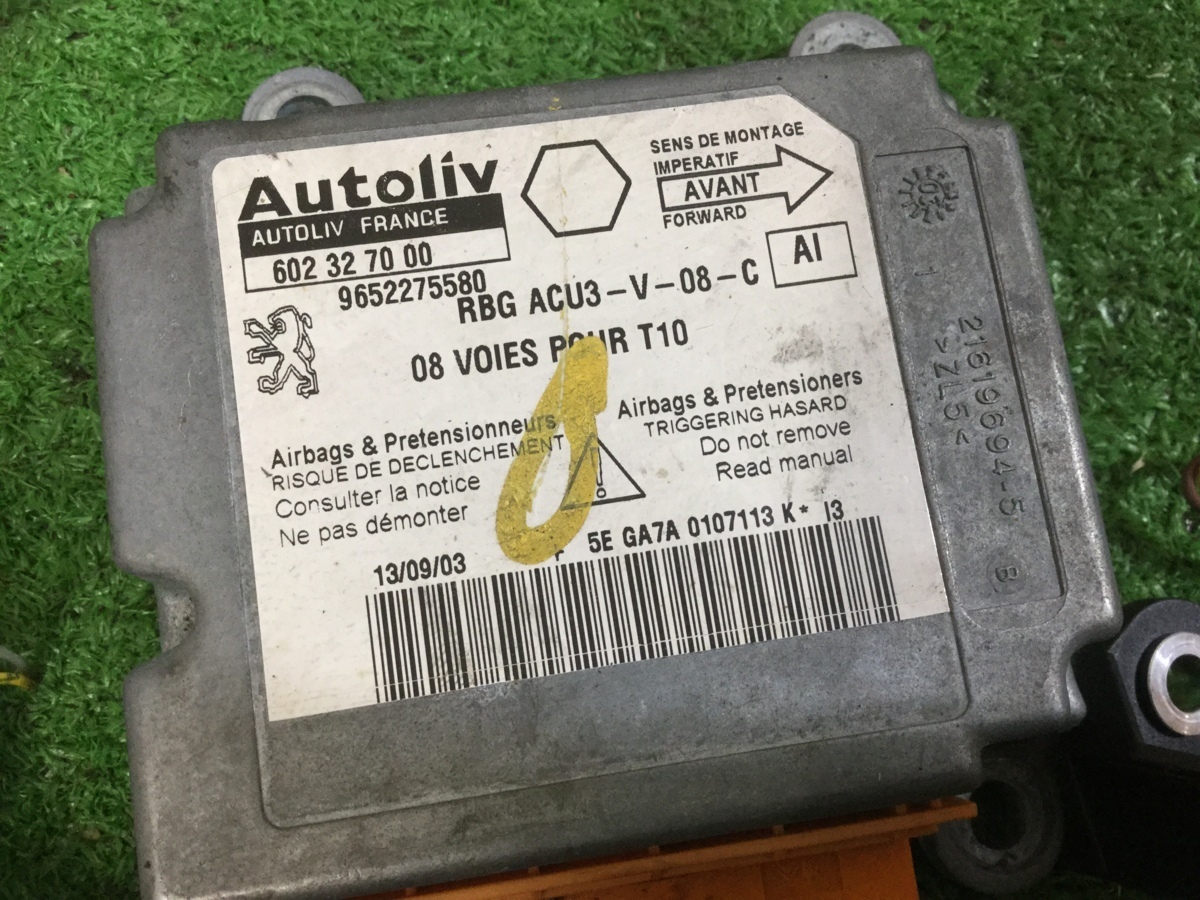 Autoliv
AUTOLIV FRANCE
602 32 70 00
9652275580
SENS DE MONTAGE
IMPERATIF
AVANT
FORWARD
RBG ACU3-V-08-C
AI
08 VOIES POUR T10
Airbags & Pretensionneurs
RISQUE DE DECLENCHEMENT
Consulter la notice
Ne pas démonter
Airbags & Pretensioners
TRIGGERING HASARD
Do not remove
Read manual
13/09/03
5E GA7A 0107113 K* 13
21619694-5 B
>ZL5<